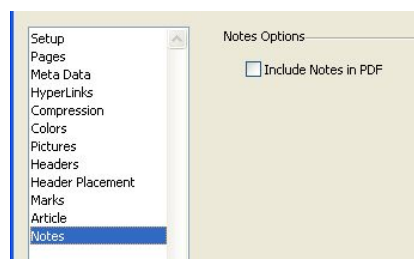 Setup
Pages
Meta Data
HyperLinks
Compression
Colors
Pictures
Headers
Header Placement
Marks
Article
Notes
Notes Options
Include Notes in PDF